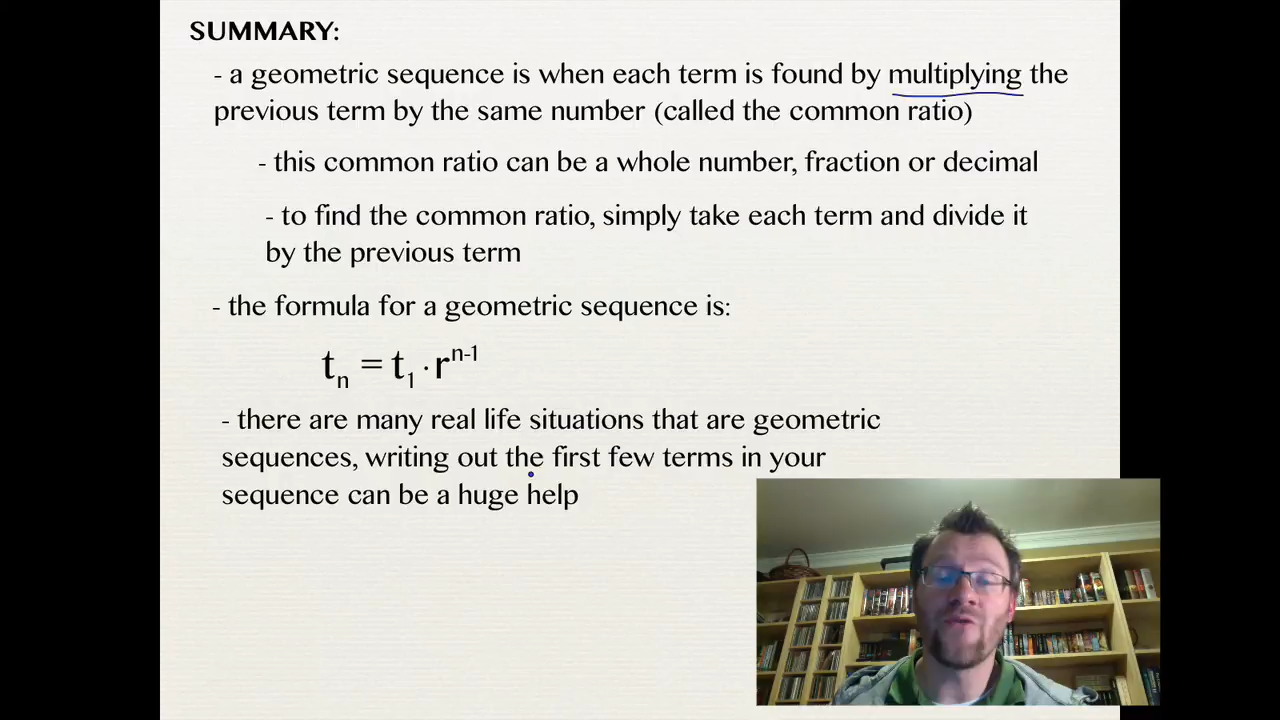 SUMMARY:
- a geometric sequence is when each term is found by multiplying the
previous term by the same number (called the common ratio)
- this common ratio can be a whole number, fraction or decimal
- to find the common ratio, simply take each term and divide it
by the previous term
- the formula for a geometric sequence is:
tₙ = t₁ · rⁿ⁻¹
- there are many real life situations that are geometric
sequences, writing out the first few terms in your
sequence can be a huge help